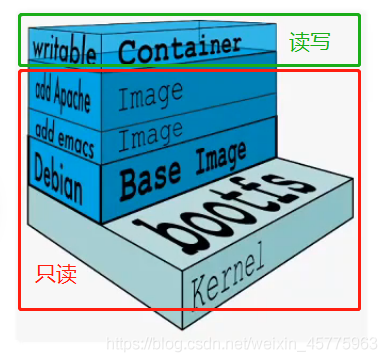 writable Container 读写
add Apache Image
add emacs Image
Debian Base Image
bootfs
只读 Kernel
https://blog.csdn.net/weixin_45775963